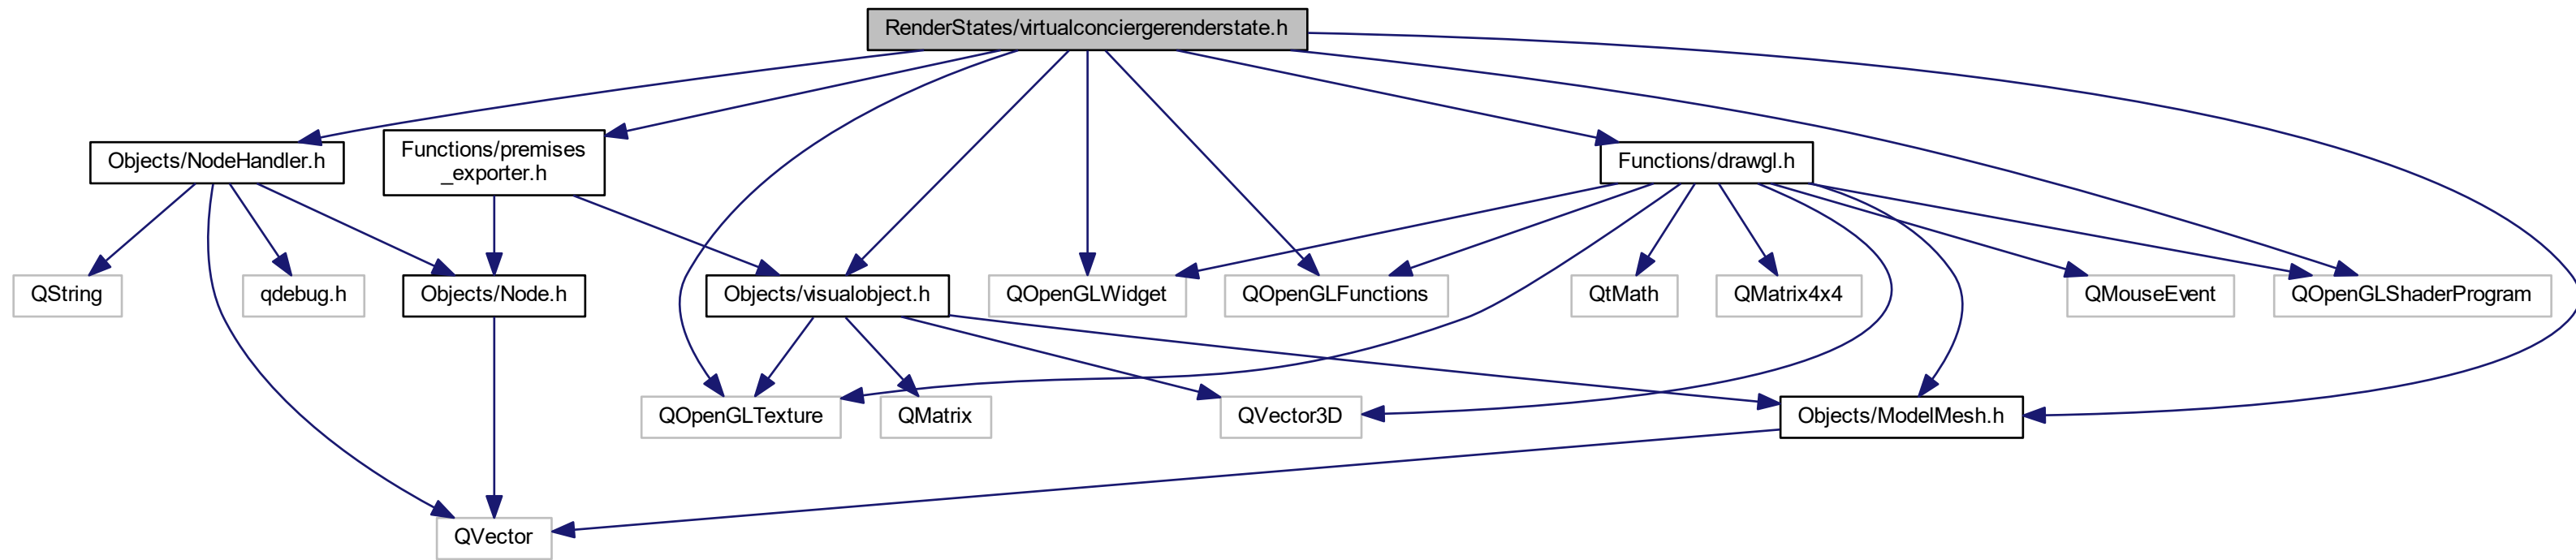 RenderStates/virtualconciergerenderstate.h
Objects/NodeHandler.h
Functions/premises
_exporter.h
Functions/drawgl.h
QString
qdebug.h
Objects/Node.h
Objects/visualobject.h
QOpenGLWidget
QOpenGLFunctions
QtMath
QMatrix4x4
QMouseEvent
QOpenGLShaderProgram
QOpenGLTexture
QMatrix
QVector3D
Objects/ModelMesh.h
QVector